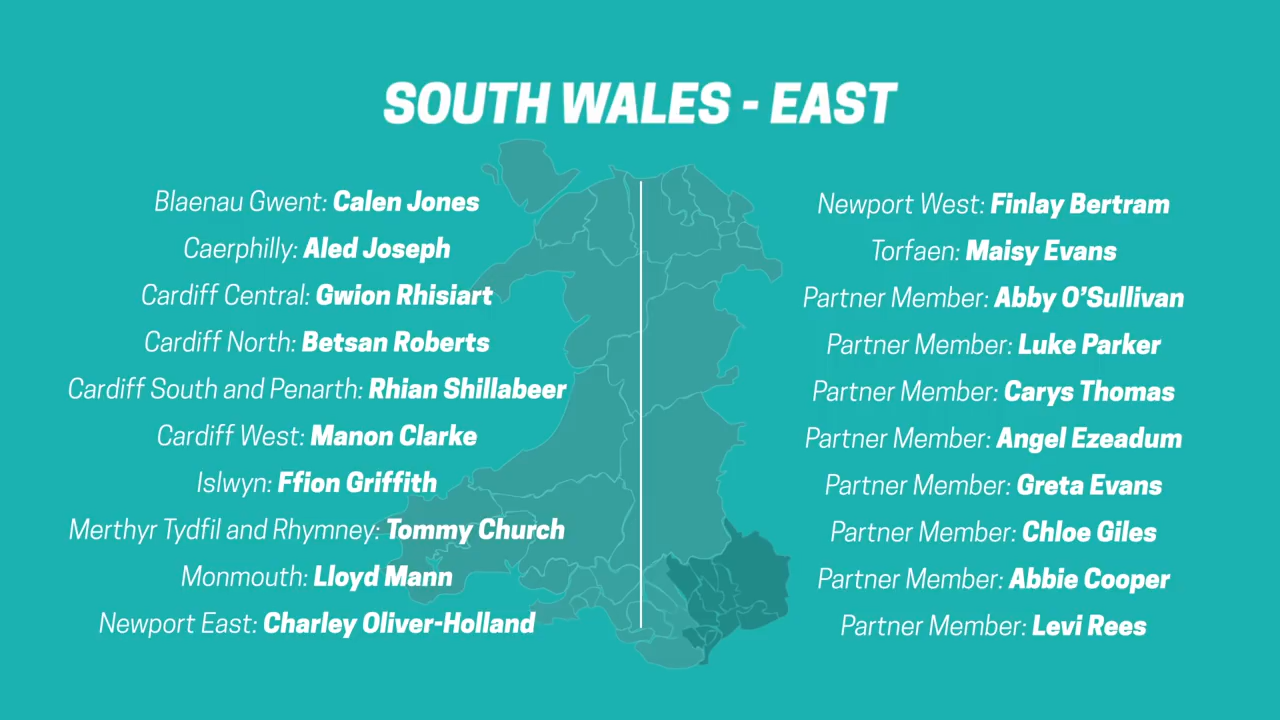 SOUTH WALES - EAST
Blaenau Gwent: Calen Jones
Caerphilly: Aled Joseph
Cardiff Central: Gwion Rhisiart
Cardiff North: Betsan Roberts
Cardiff South and Penarth: Rhian Shillabeer
Cardiff West: Manon Clarke
Islwyn: Ffion Griffith
Merthyr Tydfil and Rhymney: Tommy Church
Monmouth: Lloyd Mann
Newport East: Charley Oliver-Holland
Newport West: Finlay Bertram
Torfaen: Maisy Evans
Partner Member: Abby O’Sullivan
Partner Member: Luke Parker
Partner Member: Carys Thomas
Partner Member: Angel Ezeadum
Partner Member: Greta Evans
Partner Member: Chloe Giles
Partner Member: Abbie Cooper
Partner Member: Levi Rees